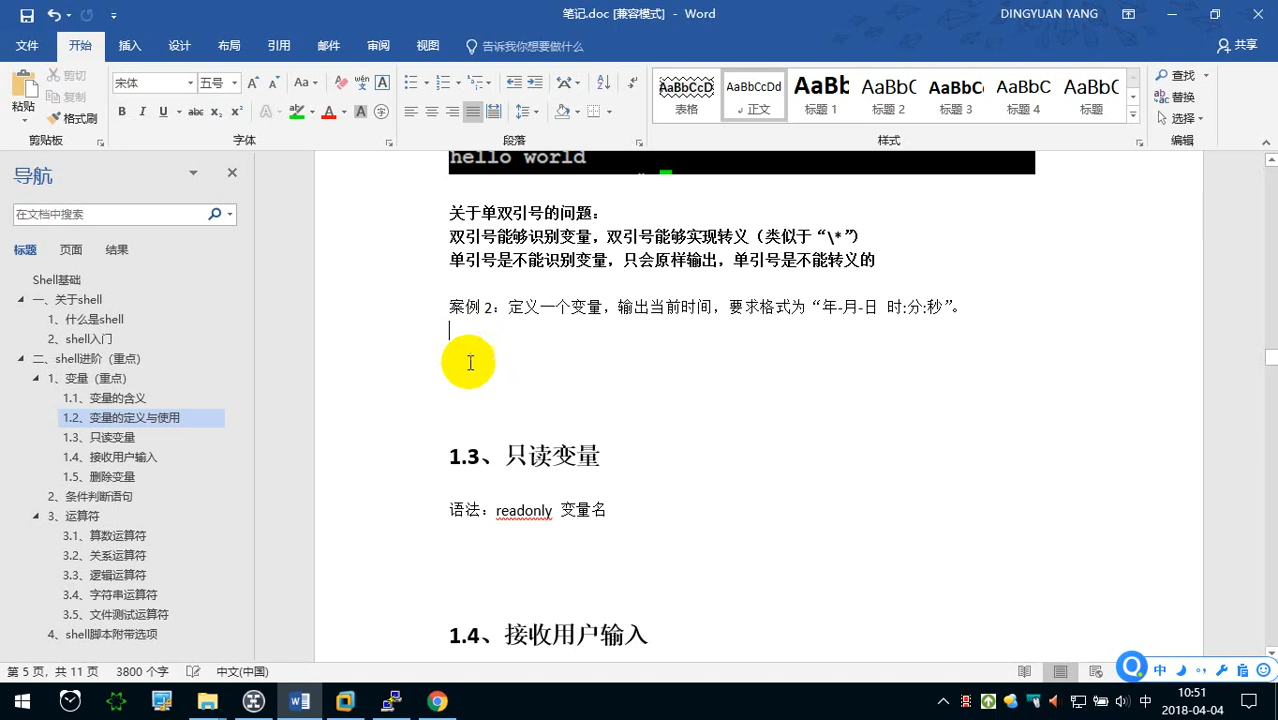 笔记.doc [兼容模式] - Word
DINGYUAN YANG
文件 开始 插入 设计 布局 引用 邮件 审阅 视图 告诉我你想要做什么 共享
粘贴 剪切 复制 格式刷
宋体 五号
AaBbCcD AaBbCcDd AaBb AaBbC AaBbC AaBbC AaBbC
表格 正文 标题 1 标题 2 标题 3 标题 4 标题
查找 替换 选择
剪贴板 字体 段落 样式 编辑
导航
在文档中搜索
标题 页面 结果
Shell基础
一、关于shell
1、什么是shell
2、shell入门
二、shell进阶（重点）
1、变量（重点）
1.1、变量的含义
1.2、变量的定义与使用
1.3、只读变量
1.4、接收用户输入
1.5、删除变量
2、条件判断语句
3、运算符
3.1、算数运算符
3.2、关系运算符
3.3、逻辑运算符
3.4、字符串运算符
3.5、文件测试运算符
4、shell脚本附带选项
hello world
关于单双引号的问题：
双引号能够识别变量，双引号能够实现转义（类似于“\*”）
单引号是不能识别变量，只会原样输出，单引号是不能转义的
案例 2：定义一个变量，输出当前时间，要求格式为“年-月-日 时:分:秒”。
1.3、只读变量
语法：readonly 变量名
1.4、接收用户输入
第 5 页，共 11 页 3800 个字 中文(中国)
中
中 10:51
2018-04-04